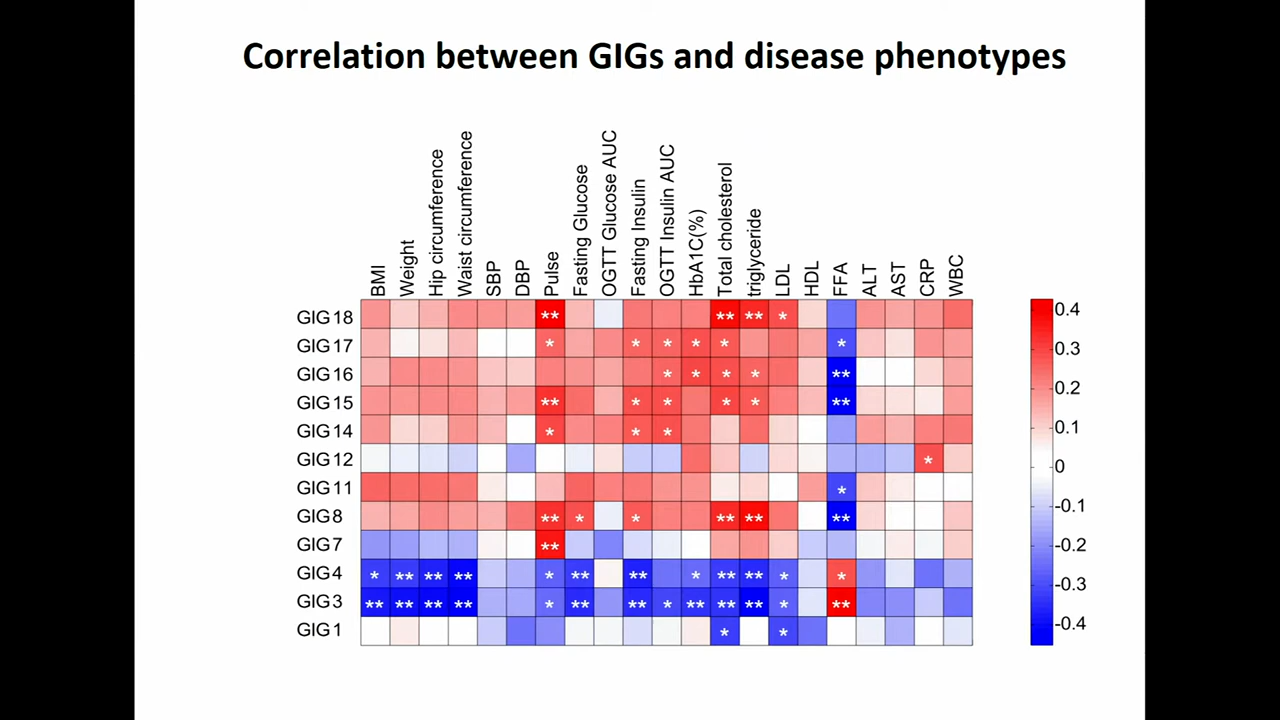 Correlation between GIGs and disease phenotypes
BMI
Weight
Hip circumference
Waist circumference
SBP
DBP
Pulse
Fasting Glucose
OGTT Glucose AUC
Fasting Insulin
OGTT Insulin AUC
HbA1C(%)
Total cholesterol
triglyceride
LDL
HDL
FFA
ALT
AST
CRP
WBC
GIG18 ** ** ** *
GIG17 * * * * * *
GIG16 * * * * **
GIG15 ** * * * * **
GIG14 * * *
GIG12 *
GIG11 *
GIG8 ** * * ** ** **
GIG7 **
GIG4 * ** ** ** * ** ** * ** ** * *
GIG3 ** ** ** ** * ** ** * ** ** ** * **
GIG1 * *
0.4
0.3
0.2
0.1
0
-0.1
-0.2
-0.3
-0.4